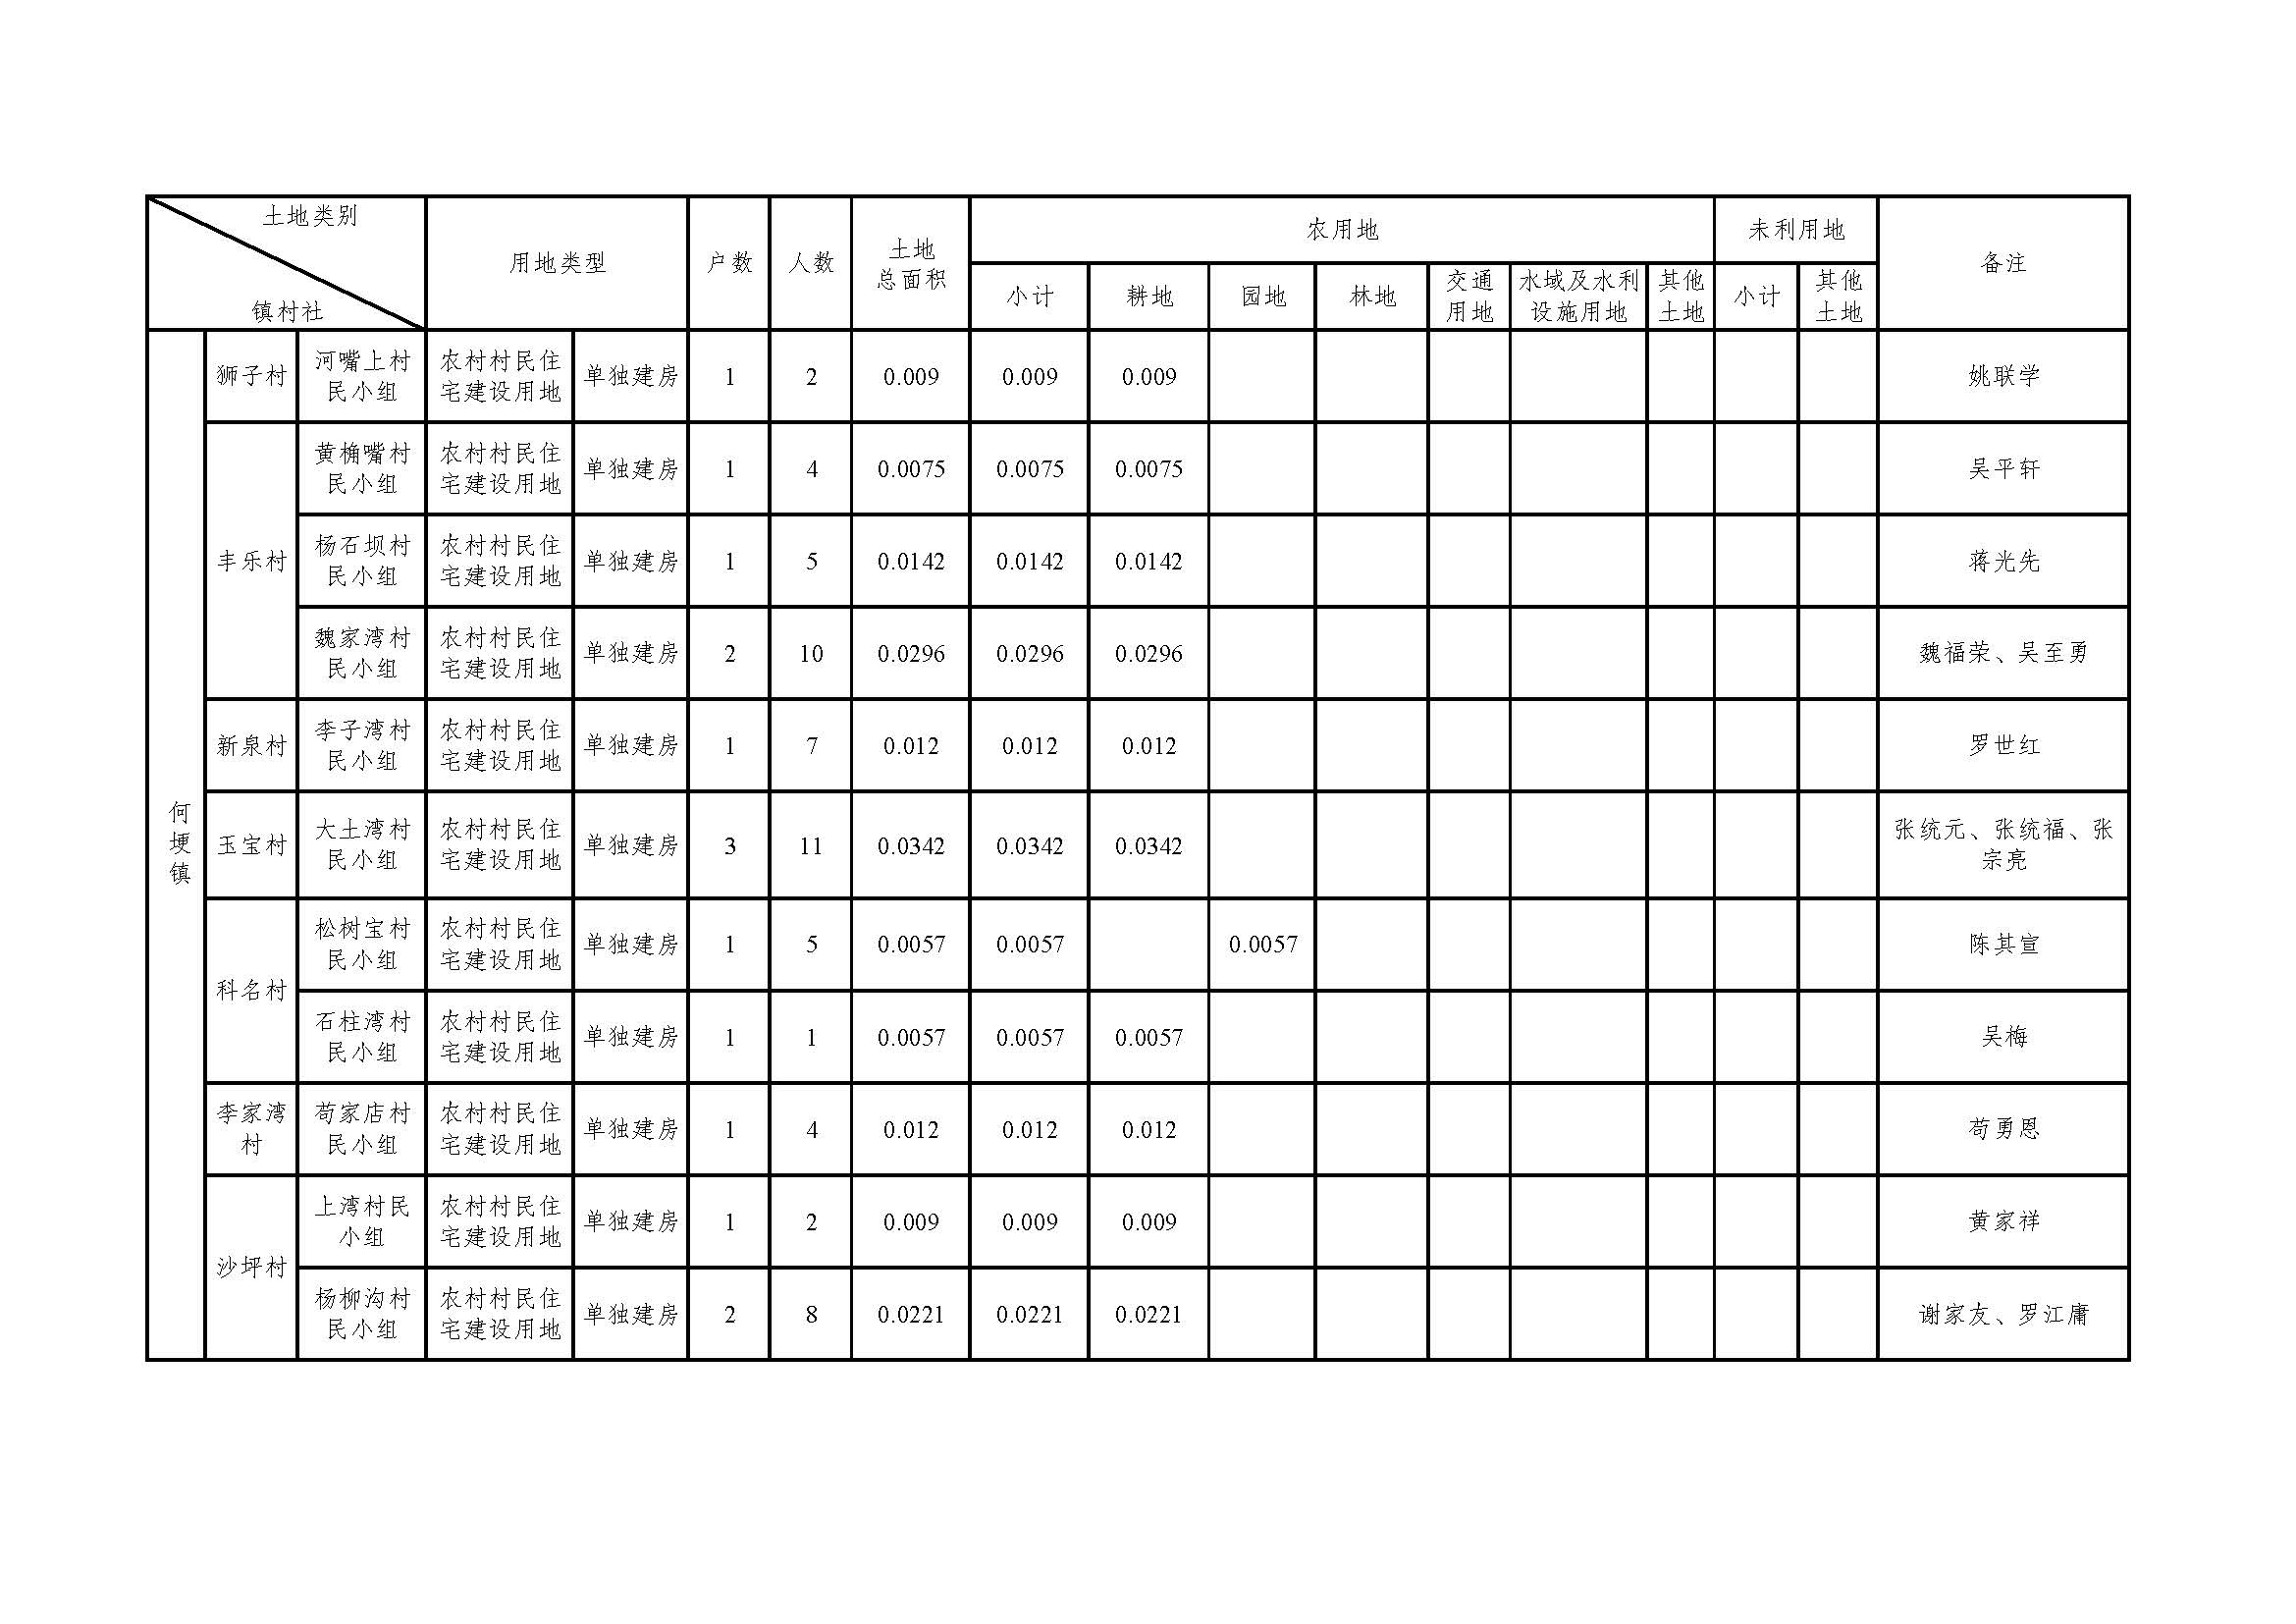 土地类别
镇村社
用地类型
户数
人数
土地
总面积
农用地
未利用地
备注
小计
耕地
园地
林地
交通
用地
水域及水利
设施用地
其他
土地
小计
其他
土地
何
埂
镇
狮子村
河嘴上村
民小组
农村村民住
宅建设用地
单独建房
1
2
0.009
0.009
0.009
姚联学
丰乐村
黄桷嘴村
民小组
农村村民住
宅建设用地
单独建房
1
4
0.0075
0.0075
0.0075
吴平轩
杨石坝村
民小组
农村村民住
宅建设用地
单独建房
1
5
0.0142
0.0142
0.0142
蒋光先
魏家湾村
民小组
农村村民住
宅建设用地
单独建房
2
10
0.0296
0.0296
0.0296
魏福荣、吴至勇
新泉村
李子湾村
民小组
农村村民住
宅建设用地
单独建房
1
7
0.012
0.012
0.012
罗世红
玉宝村
大土湾村
民小组
农村村民住
宅建设用地
单独建房
3
11
0.0342
0.0342
0.0342
张统元、张统福、张
宗亮
科名村
松树宝村
民小组
农村村民住
宅建设用地
单独建房
1
5
0.0057
0.0057
0.0057
陈其宣
石柱湾村
民小组
农村村民住
宅建设用地
单独建房
1
1
0.0057
0.0057
0.0057
吴梅
李家湾
村
苟家店村
民小组
农村村民住
宅建设用地
单独建房
1
4
0.012
0.012
0.012
苟勇恩
沙坪村
上湾村民
小组
农村村民住
宅建设用地
单独建房
1
2
0.009
0.009
0.009
黄家祥
杨柳沟村
民小组
农村村民住
宅建设用地
单独建房
2
8
0.0221
0.0221
0.0221
谢家友、罗江庸